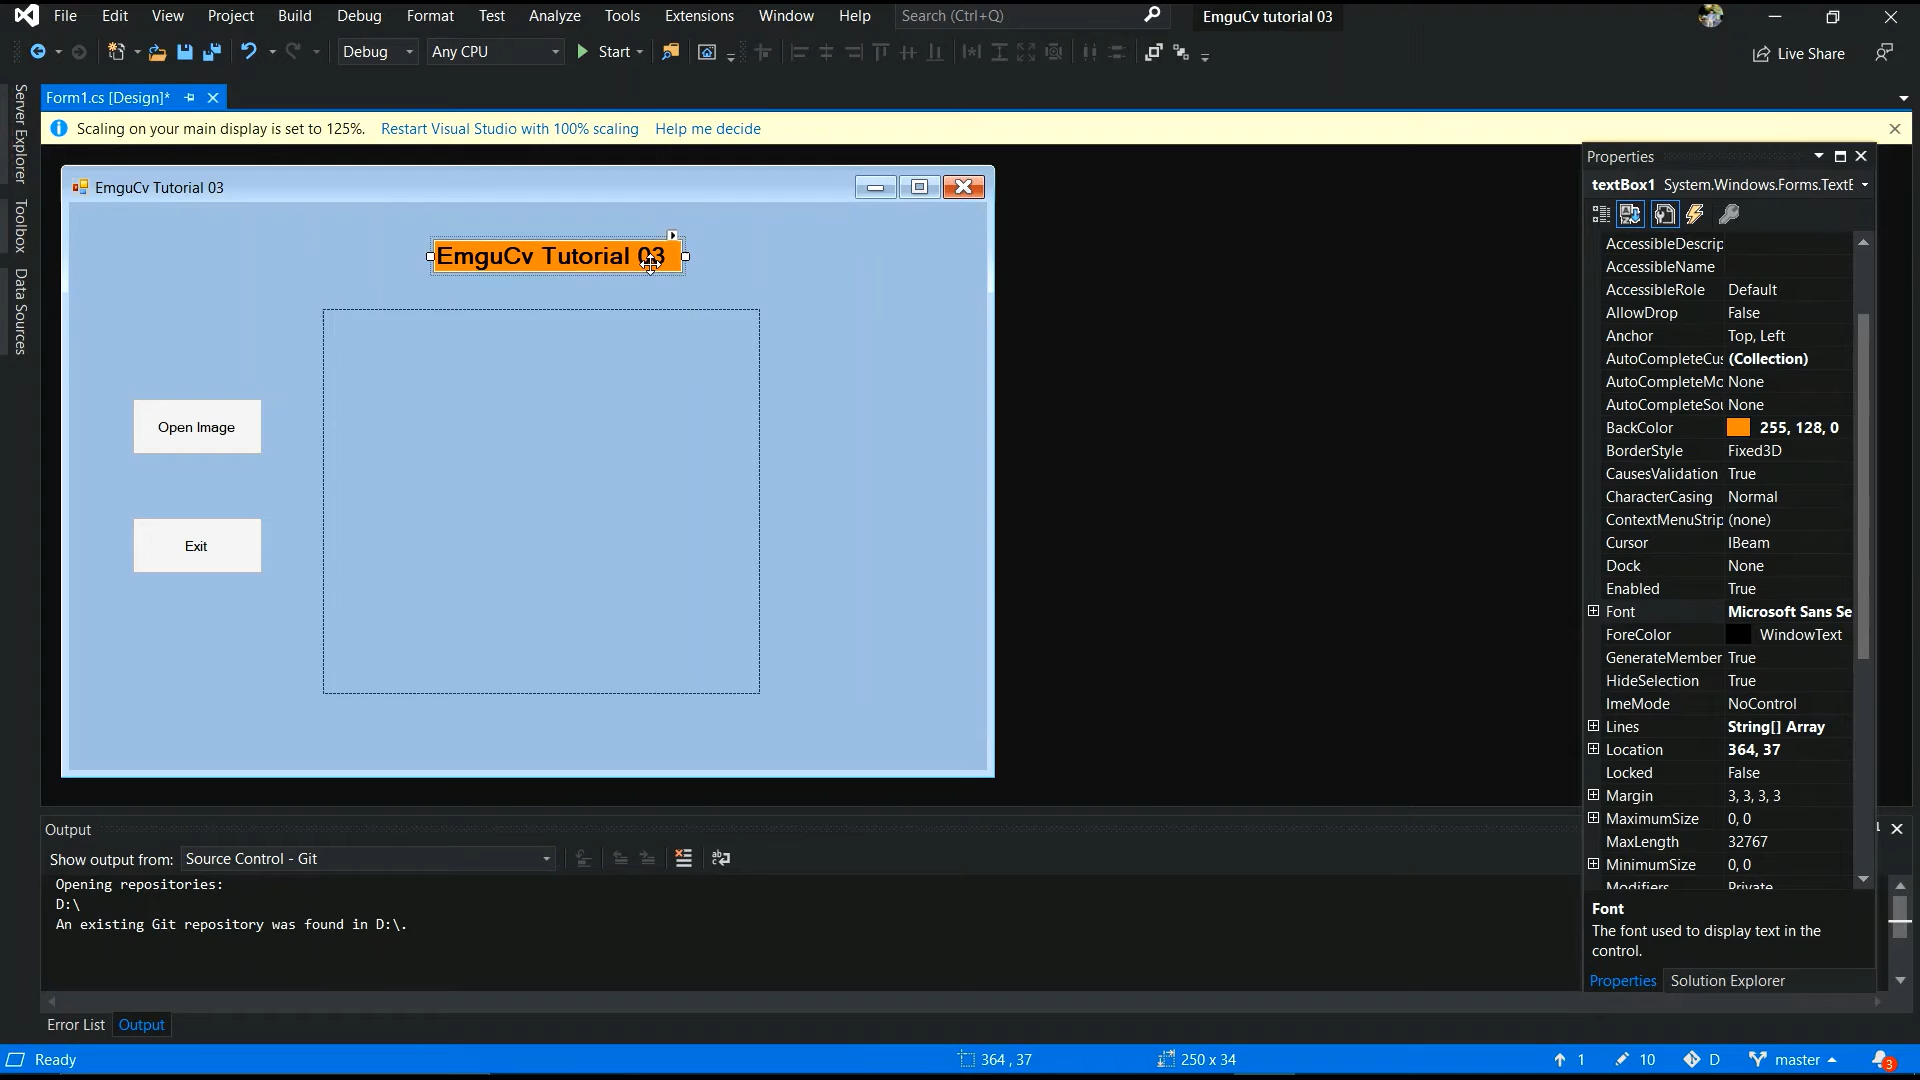 File Edit View Project Build Debug Format Test Analyze Tools Extensions Window Help Search (Ctrl+Q) EmguCv tutorial 03
Debug Any CPU Start Live Share
Server Explorer
Toolbox
Data Sources
Form1.cs [Design]*
Scaling on your main display is set to 125%. Restart Visual Studio with 100% scaling Help me decide
EmguCv Tutorial 03
EmguCv Tutorial 03
Open Image
Exit
Properties
textBox1 System.Windows.Forms.TextE
AccessibleDescrip
AccessibleName
AccessibleRole Default
AllowDrop False
Anchor Top, Left
AutoCompleteCus (Collection)
AutoCompleteMo None
AutoCompleteSou None
BackColor 255, 128, 0
BorderStyle Fixed3D
CausesValidation True
CharacterCasing Normal
ContextMenuStrip (none)
Cursor IBeam
Dock None
Enabled True
Font Microsoft Sans Se
ForeColor WindowText
GenerateMember True
HideSelection True
ImeMode NoControl
Lines String[] Array
Location 364, 37
Locked False
Margin 3, 3, 3, 3
MaximumSize 0, 0
MaxLength 32767
MinimumSize 0, 0
Modifiers Private
Font
The font used to display text in the
control.
Properties Solution Explorer
Output
Show output from: Source Control - Git
Opening repositories:
D:\
An existing Git repository was found in D:\.
Error List Output
Ready 364 , 37 250 x 34 1 10 D master 3